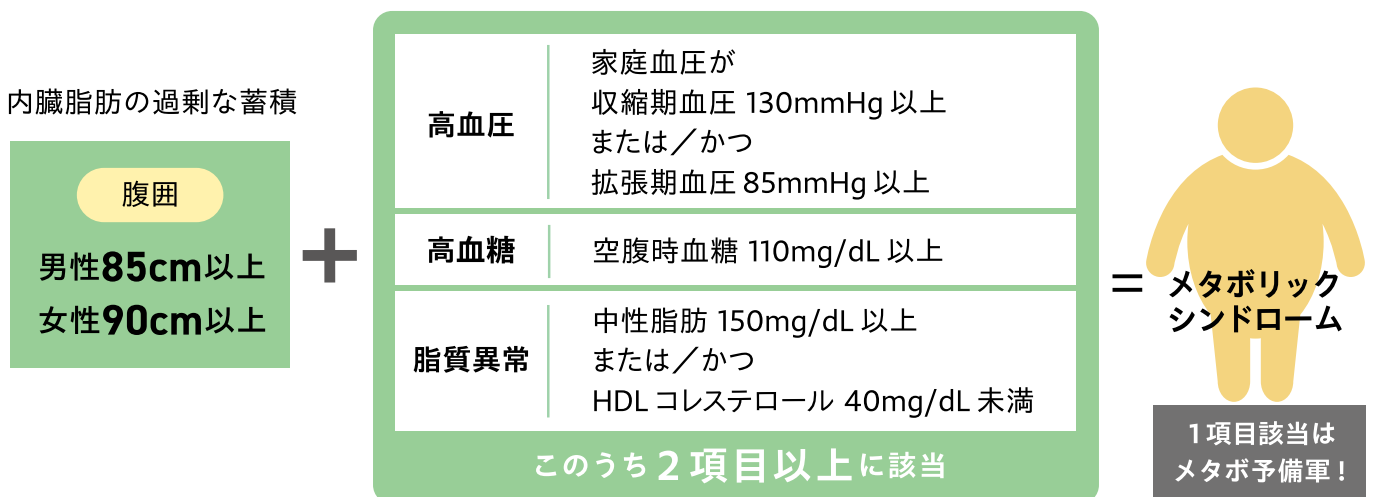 内臓脂肪の過剰な蓄積
腹囲
男性85cm以上
女性90cm以上
+
高血圧
家庭血圧が
収縮期血圧 130mmHg 以上
または／かつ
拡張期血圧 85mmHg 以上
高血糖
空腹時血糖 110mg/dL 以上
脂質異常
中性脂肪 150mg/dL 以上
または／かつ
HDL コレステロール 40mg/dL 未満
このうち2項目以上に該当
=
メタボリック
シンドローム
1項目該当は
メタボ予備軍！